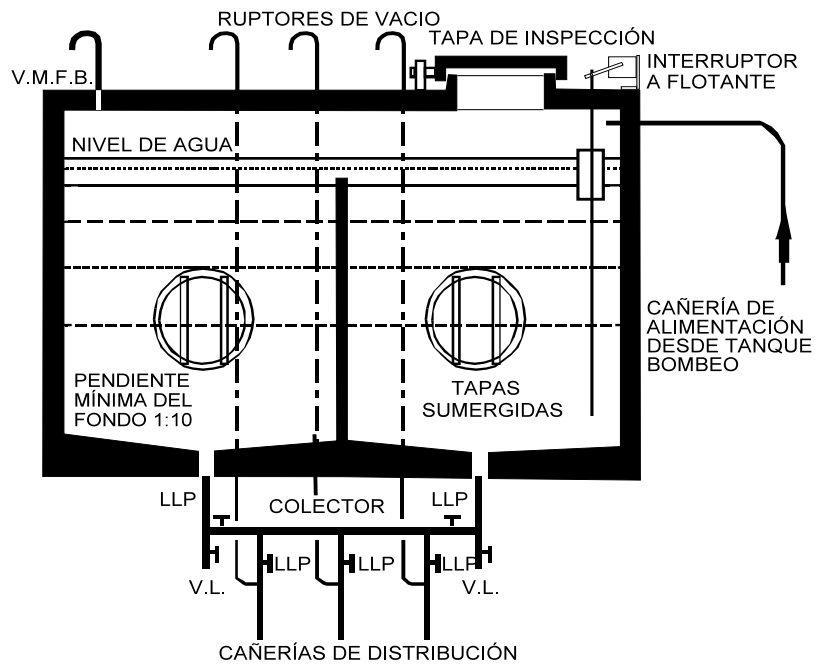 RUPTORES DE VACIO
TAPA DE INSPECCIÓN
V.M.F.B.
INTERRUPTOR
A FLOTANTE
NIVEL DE AGUA
CAÑERÍA DE
ALIMENTACIÓN
DESDE TANQUE
BOMBEO
PENDIENTE
MÍNIMA DEL
FONDO 1:10
TAPAS
SUMERGIDAS
LLP
COLECTOR
LLP
LLP
LLP
LLP
V.L.
V.L.
CAÑERÍAS DE DISTRIBUCIÓN